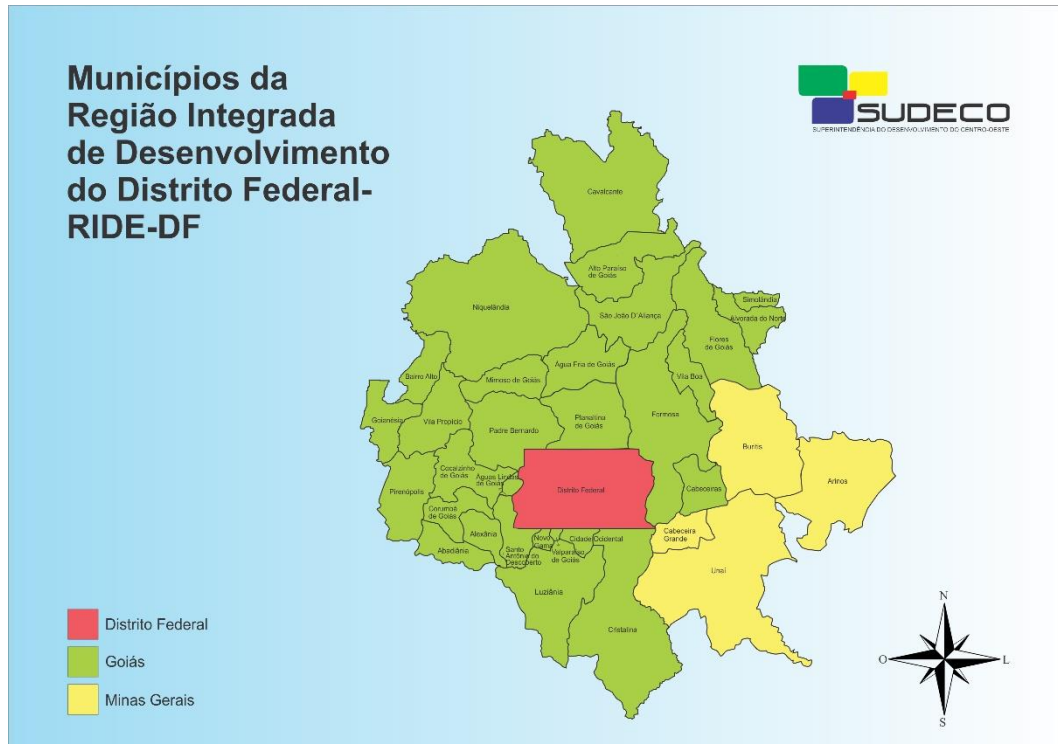 Municípios da
Região Integrada
de Desenvolvimento
do Distrito Federal-
RIDE-DF
SUDECO
SUPERINTENDÊNCIA DO DESENVOLVIMENTO DO CENTRO-OESTE
Cavalcante
Alto Paraíso
de Goiás
Niquelândia
São João D'Aliança
Simolândia
Alvorada do Norte
Flores
de Goiás
Água Fria de Goiás
Vila Boa
Barro Alto
Mimoso de Goiás
Goianésia
Vila Propício
Padre Bernardo
Planaltina
de Goiás
Formosa
Buritis
Arinos
Cocalzinho
de Goiás
Águas Lindas
de Goiás
Pirenópolis
Distrito Federal
Cabeceiras
Corumbá
de Goiás
Alexânia
Abadiânia
Santo
Antônio do
Descoberto
Novo
Gama
Cidade Ocidental
Valparaíso
de Goiás
Cabeceira
Grande
Unaí
Luziânia
Cristalina
Distrito Federal
Goiás
Minas Gerais
N
O
L
S